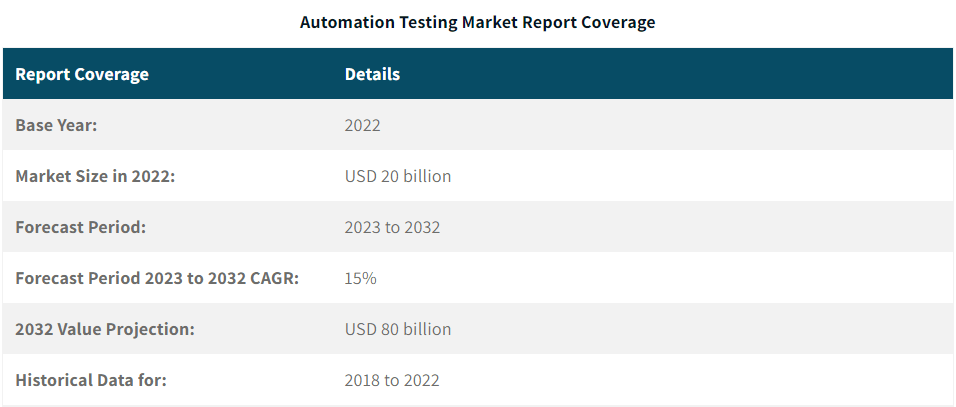 Automation Testing Market Report Coverage
Report Coverage Details
Base Year: 2022
Market Size in 2022: USD 20 billion
Forecast Period: 2023 to 2032
Forecast Period 2023 to 2032 CAGR: 15%
2032 Value Projection: USD 80 billion
Historical Data for: 2018 to 2022